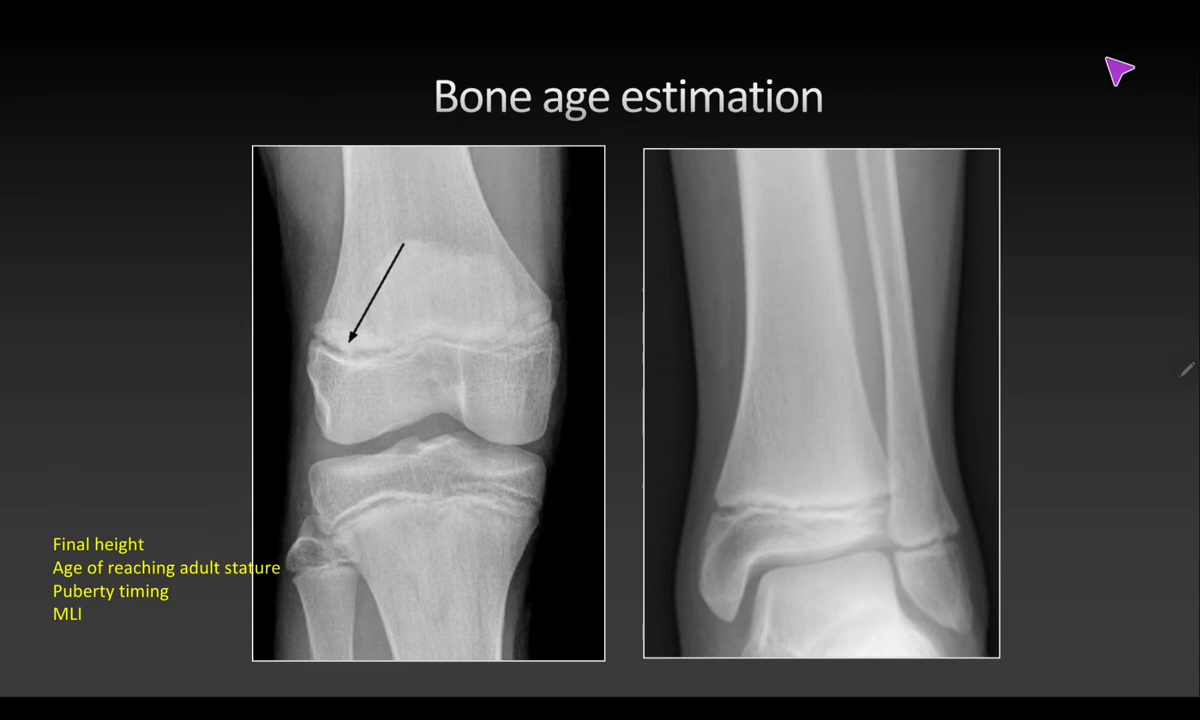 Bone age estimation
Final height
Age of reaching adult stature
Puberty timing
MLI